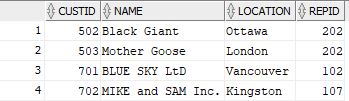 CUSTID NAME LOCATION REPID
1 502 Black Giant Ottawa 202
2 503 Mother Goose London 202
3 701 BLUE SKY LtD Vancouver 102
4 702 MIKE and SAM Inc. Kingston 107